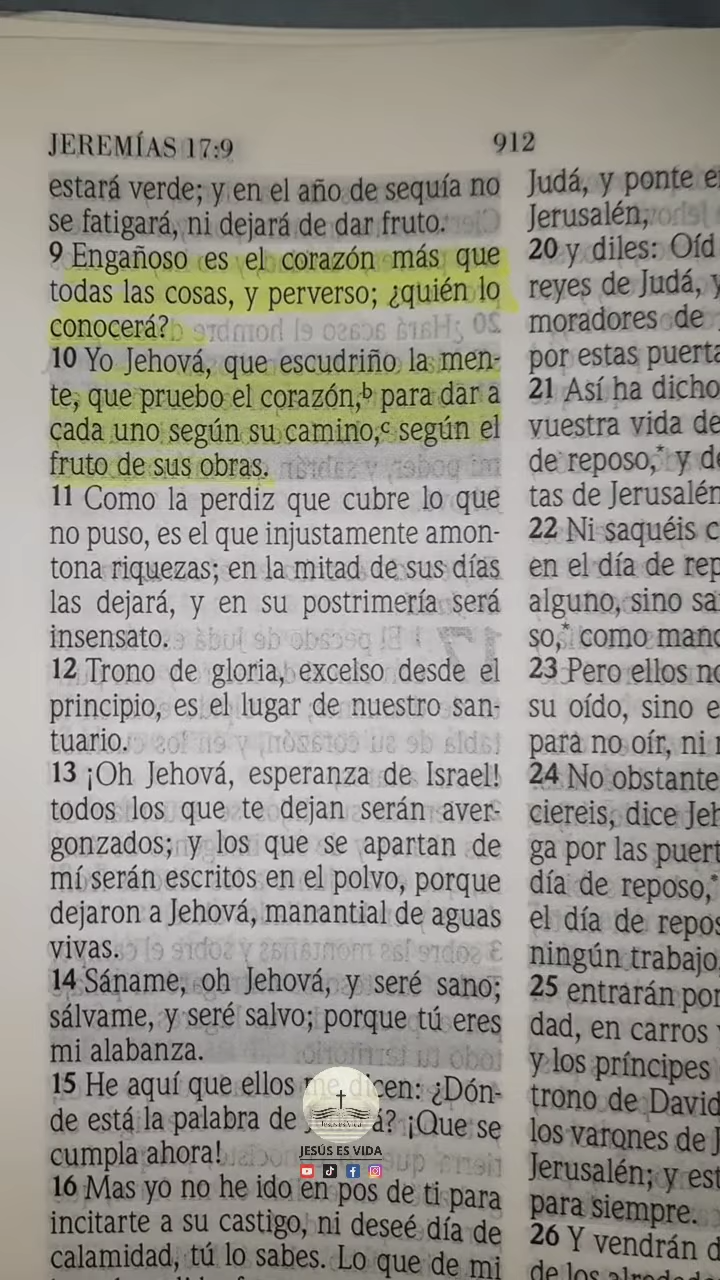 JEREMÍAS 17:9
912
estará verde; y en el año de sequía no
se fatigará, ni dejará de dar fruto.
9 Engañoso es el corazón más que
todas las cosas, y perverso; ¿quién lo
conocerá?
10 Yo Jehová, que escudriño la men-
te, que pruebo el corazón,ᵇ para dar a
cada uno según su camino,ᶜ según el
fruto de sus obras.
11 Como la perdiz que cubre lo que
no puso, es el que injustamente amon-
tona riquezas; en la mitad de sus días
las dejará, y en su postrimería será
insensato.
12 Trono de gloria, excelso desde el
principio, es el lugar de nuestro san-
tuario.
13 ¡Oh Jehová, esperanza de Israel!
todos los que te dejan serán aver-
gonzados; y los que se apartan de
mí serán escritos en el polvo, porque
dejaron a Jehová, manantial de aguas
vivas.
14 Sáname, oh Jehová, y seré sano;
sálvame, y seré salvo; porque tú eres
mi alabanza.
15 He aquí que ellos me dicen: ¿Dón-
de está la palabra de á? ¡Que se
cumpla ahora!
16 Mas yo no he ido en pos de ti para
incitarte a su castigo, ni deseé día de
calamidad, tú lo sabes. Lo que de mi
Judá, y ponte e
Jerusalén,
20 y diles: Oíd
reyes de Judá, y
moradores de
por estas puerta
21 Así ha dicho
vuestra vida de
de reposo,* y de
tas de Jerusalén
22 Ni saquéis c
en el día de rep
alguno, sino sa
so,* como manc
23 Pero ellos no
su oído, sino e
para no oír, ni r
24 No obstante
ciereis, dice Jeh
ga por las puert
día de reposo,*
el día de repos
ningún trabajo
25 entrarán por
dad, en carros y
y los príncipes
trono de David
los varones de J
Jerusalén; y est
para siempre.
26 Y vendrán d
JESÚS ES VIDA